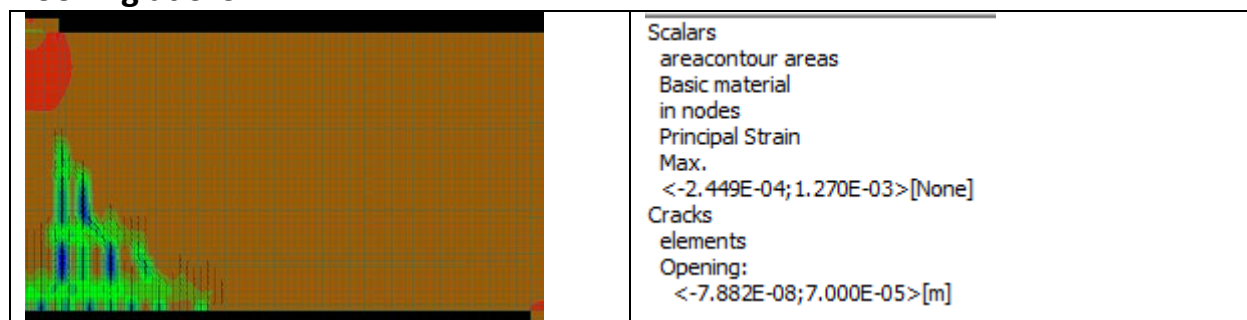 Scalars
areacontour areas
Basic material
in nodes
Principal Strain
Max.
<-2.449E-04;1.270E-03>[None]
Cracks
elements
Opening:
<-7.882E-08;7.000E-05>[m]